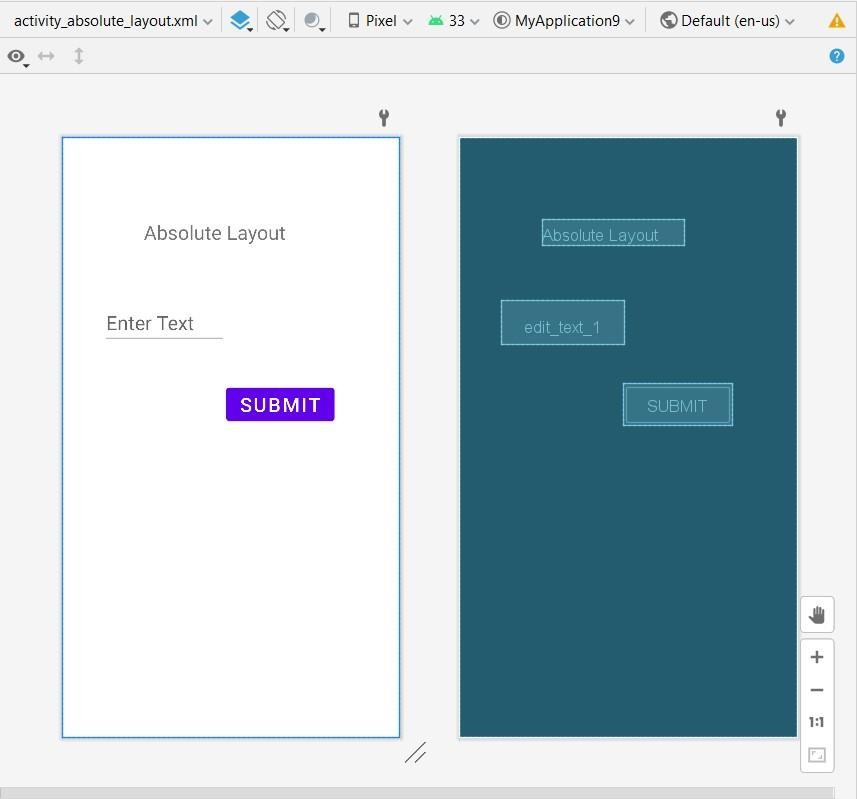 activity_absolute_layout.xml Pixel 33 MyApplication9 Default (en-us)
?
Absolute Layout
Enter Text
SUBMIT
Absolute Layout
edit_text_1
SUBMIT
1:1